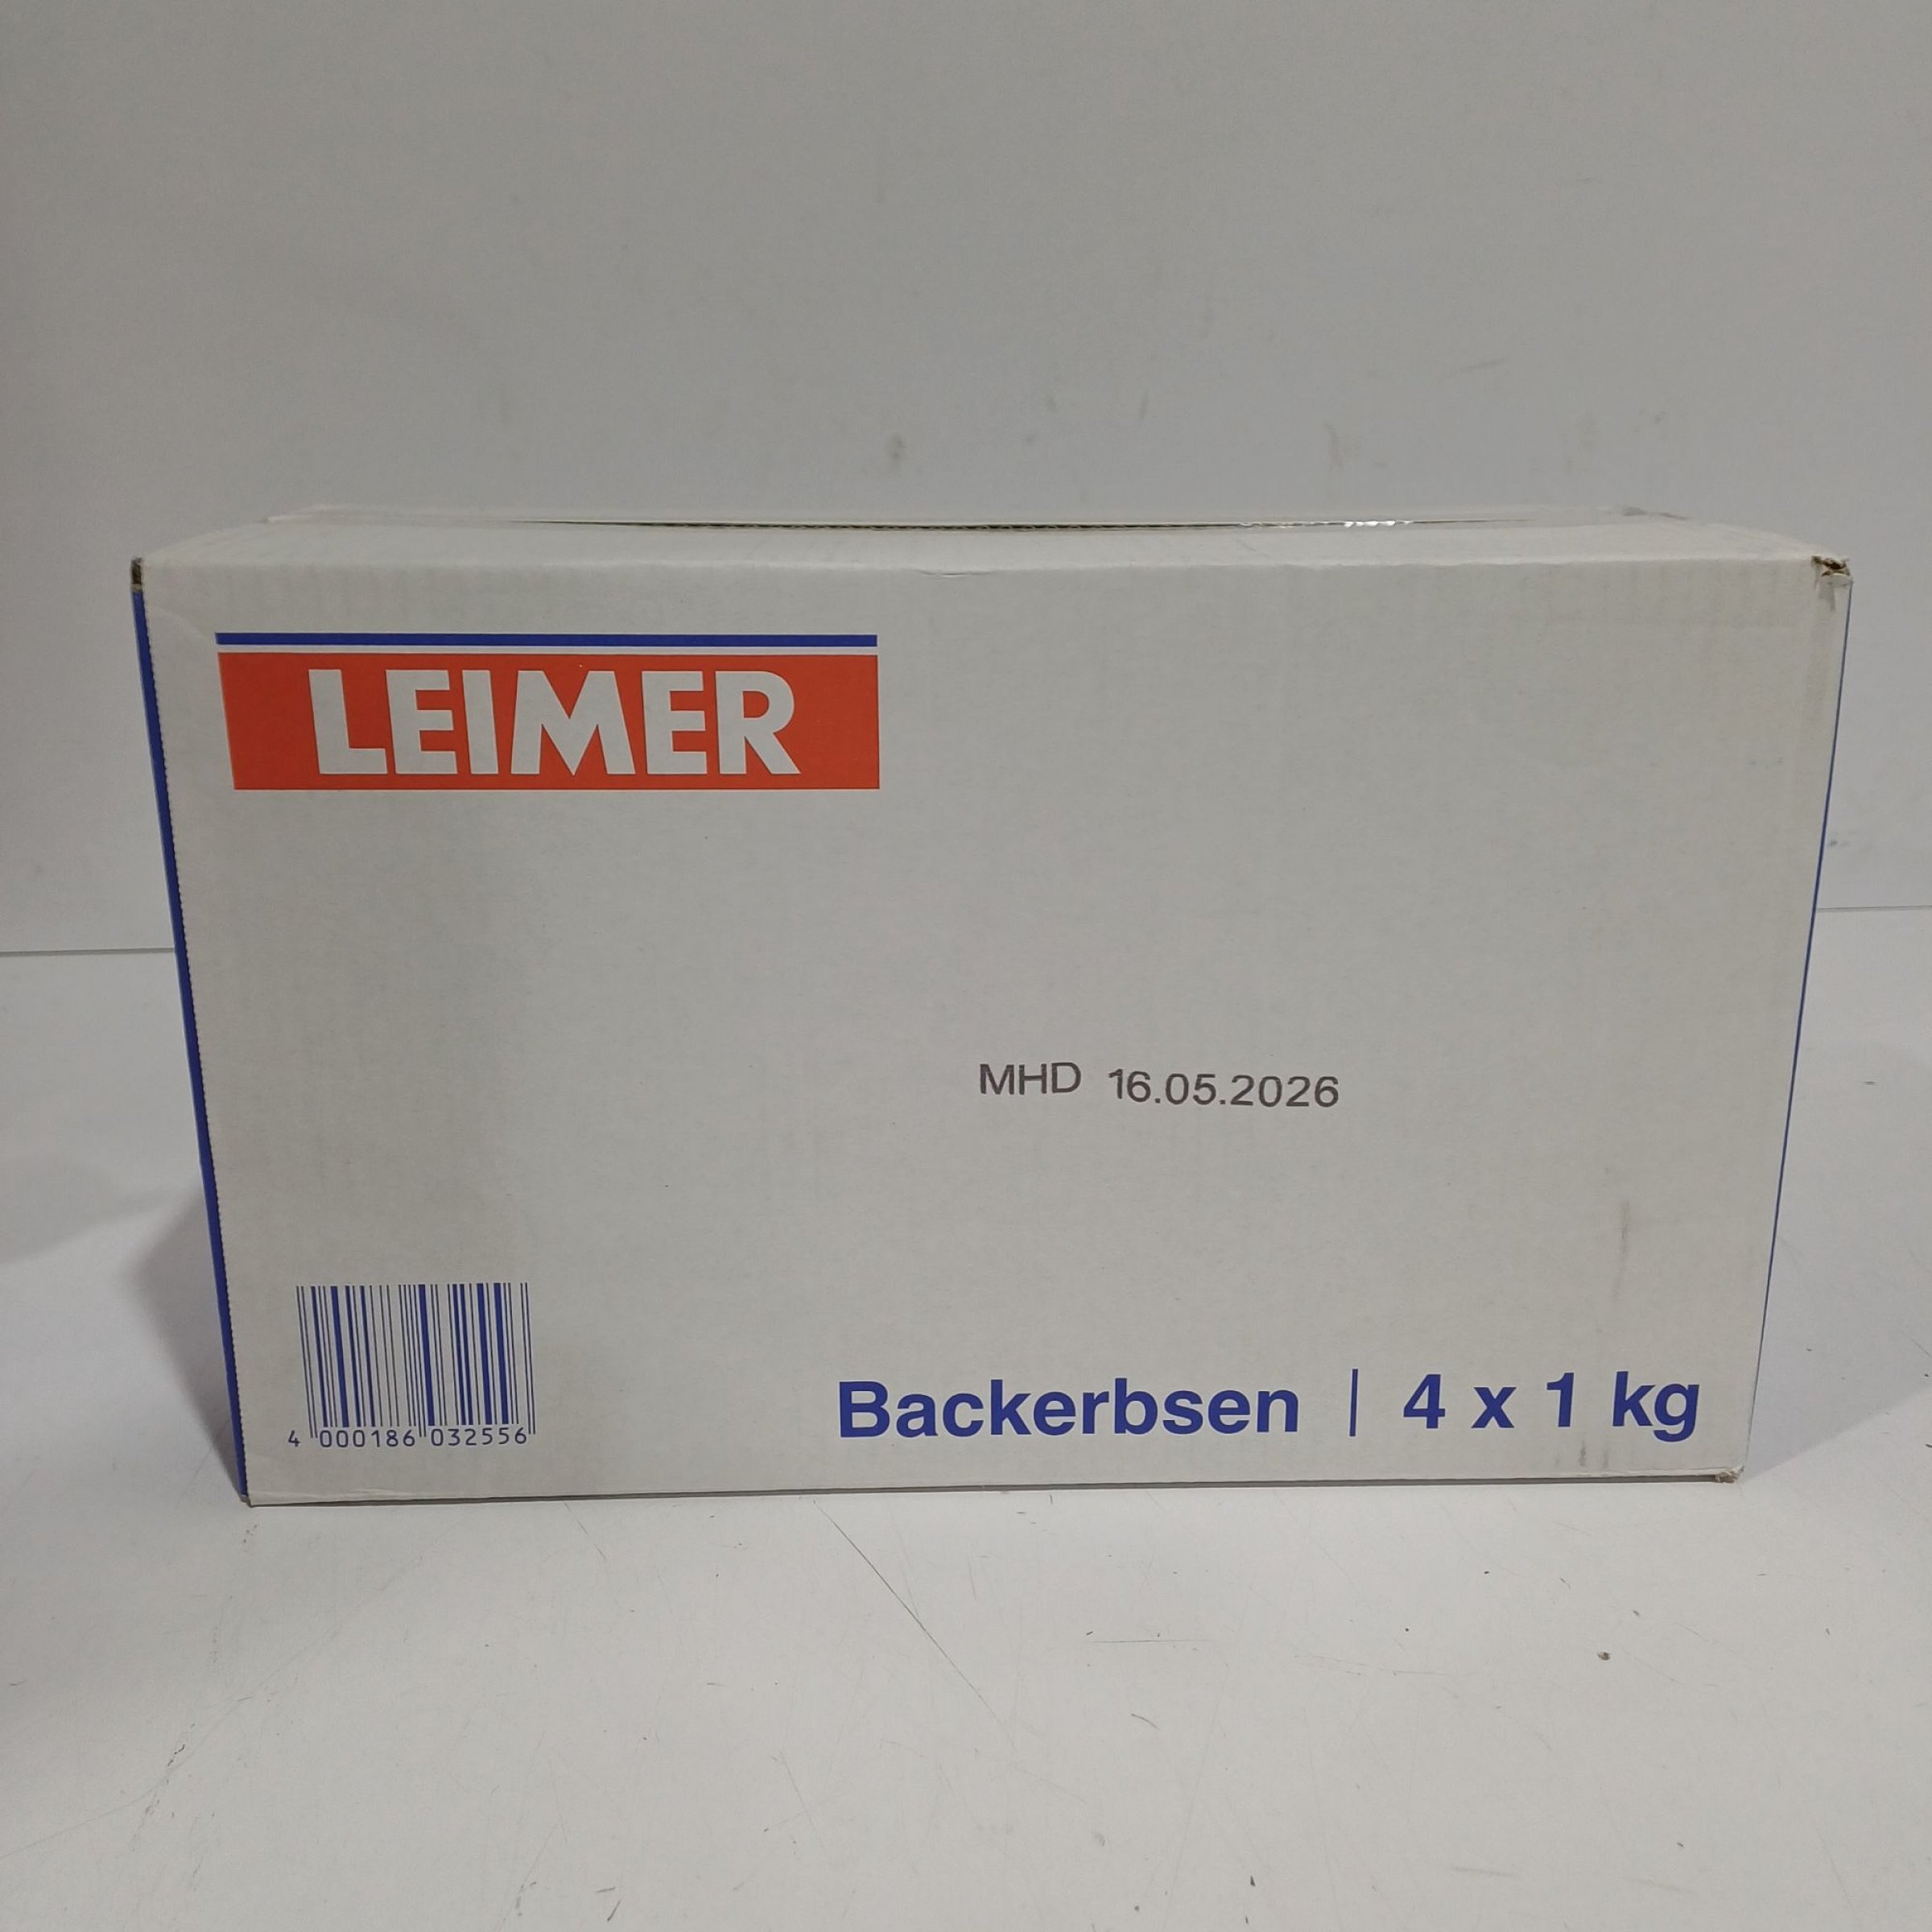 LEIMER
MHD 16.05.2026
4 000186 032556
Backerbsen | 4 x 1 kg